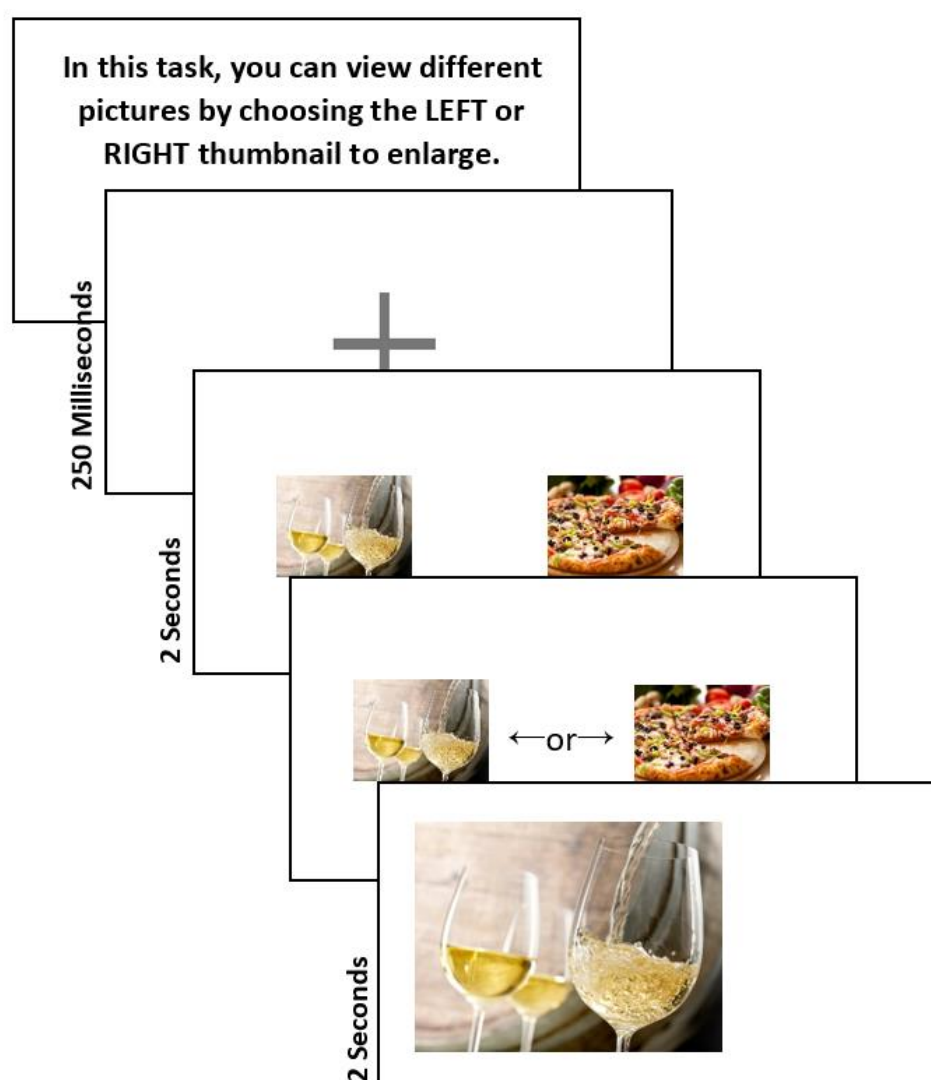 In this task, you can view different
pictures by choosing the LEFT or
RIGHT thumbnail to enlarge.
250 Milliseconds
2 Seconds
←or→
2 Seconds